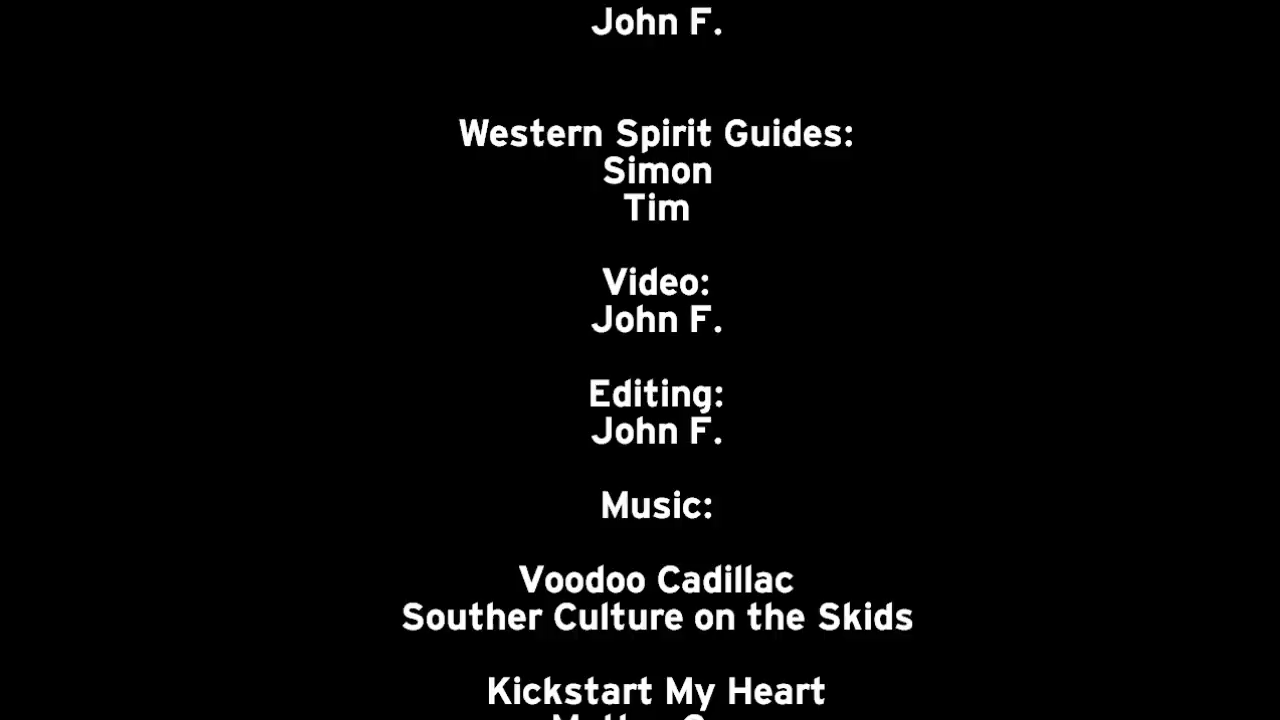 John F.
Western Spirit Guides:
Simon
Tim
Video:
John F.
Editing:
John F.
Music:
Voodoo Cadillac
Souther Culture on the Skids
Kickstart My Heart